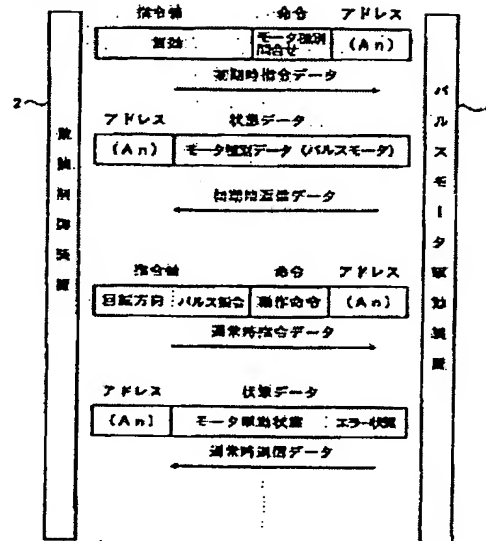 指令値 命令 アドレス
無効 モータ種別問合せ (An)
初期時指令データ
2
アドレス 状態データ
(An) モータ種別データ (パルスモータ)
初期時返信データ
数値制御装置
パルスモータ駆動装置
指令値 命令 アドレス
回転方向 パルス割合 動作命令 (An)
通常時指令データ
アドレス 状態データ
(An) モータ駆動状態 エラー状態
通常時返信データ